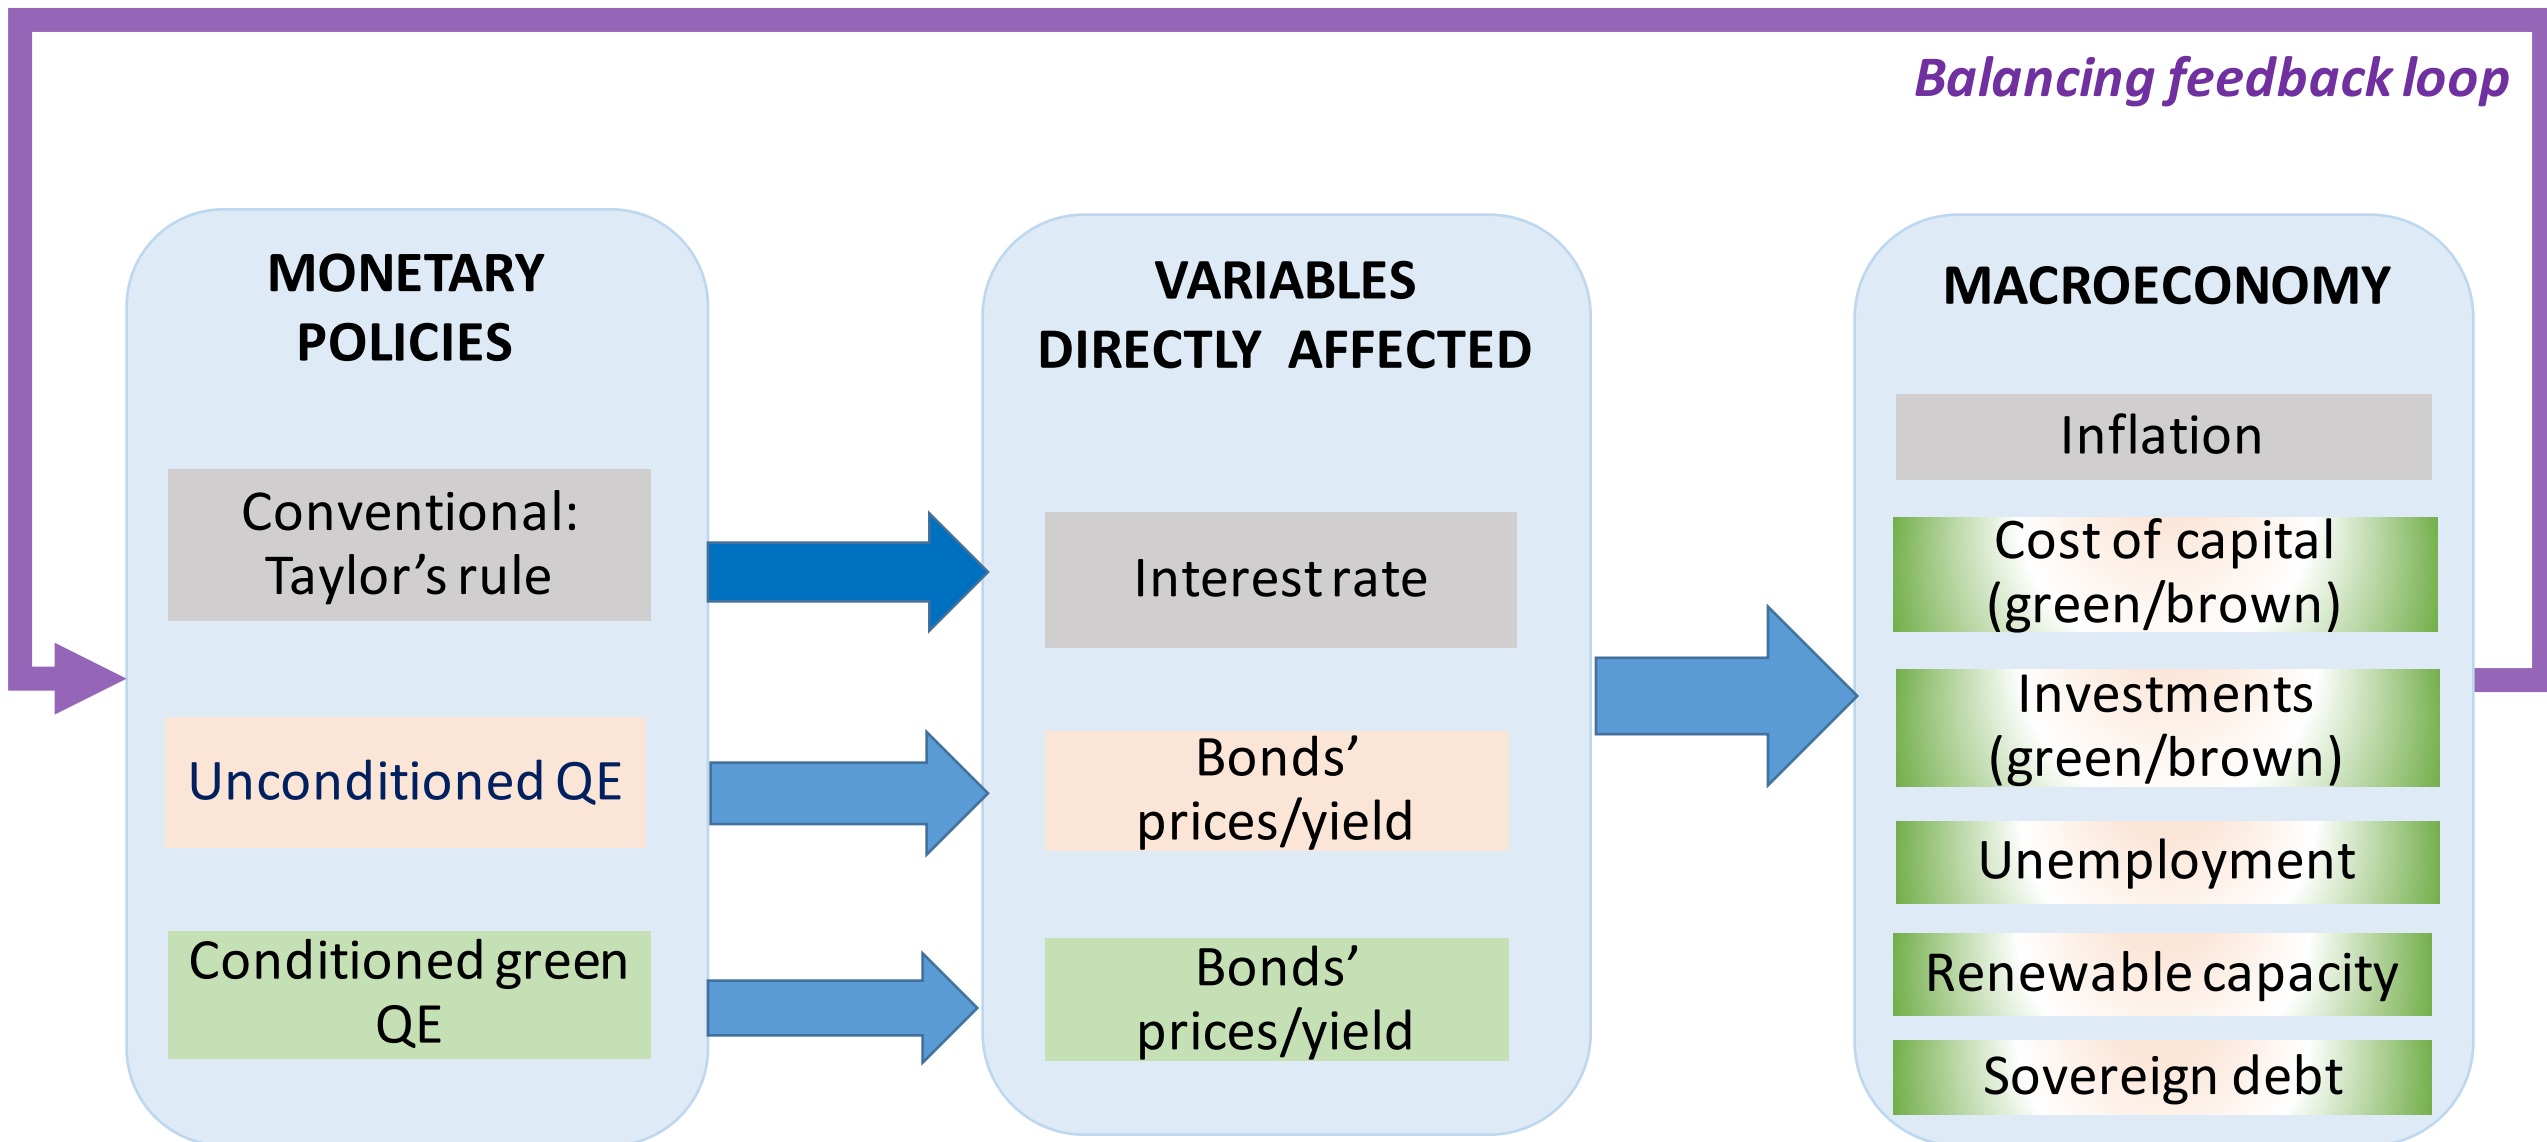 Balancing feedback loop
MONETARY
POLICIES
Conventional:
Taylor’s rule
Unconditioned QE
Conditioned green
QE
VARIABLES
DIRECTLY AFFECTED
Interest rate
Bonds’
prices/yield
Bonds’
prices/yield
MACROECONOMY
Inflation
Cost of capital
(green/brown)
Investments
(green/brown)
Unemployment
Renewable capacity
Sovereign debt